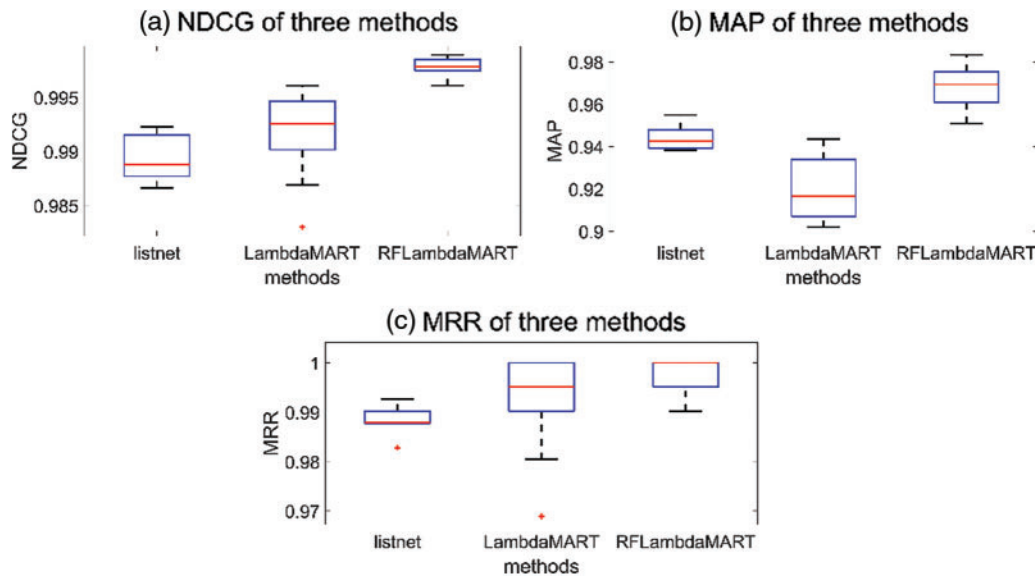 (a) NDCG of three methods
NDCG
0.995
0.99
0.985
listnet LambdaMART RFLambdaMART
methods
(b) MAP of three methods
MAP
0.98
0.96
0.94
0.92
0.9
listnet LambdaMART RFLambdaMART
methods
(c) MRR of three methods
MRR
1
0.99
0.98
0.97
listnet LambdaMART RFLambdaMART
methods